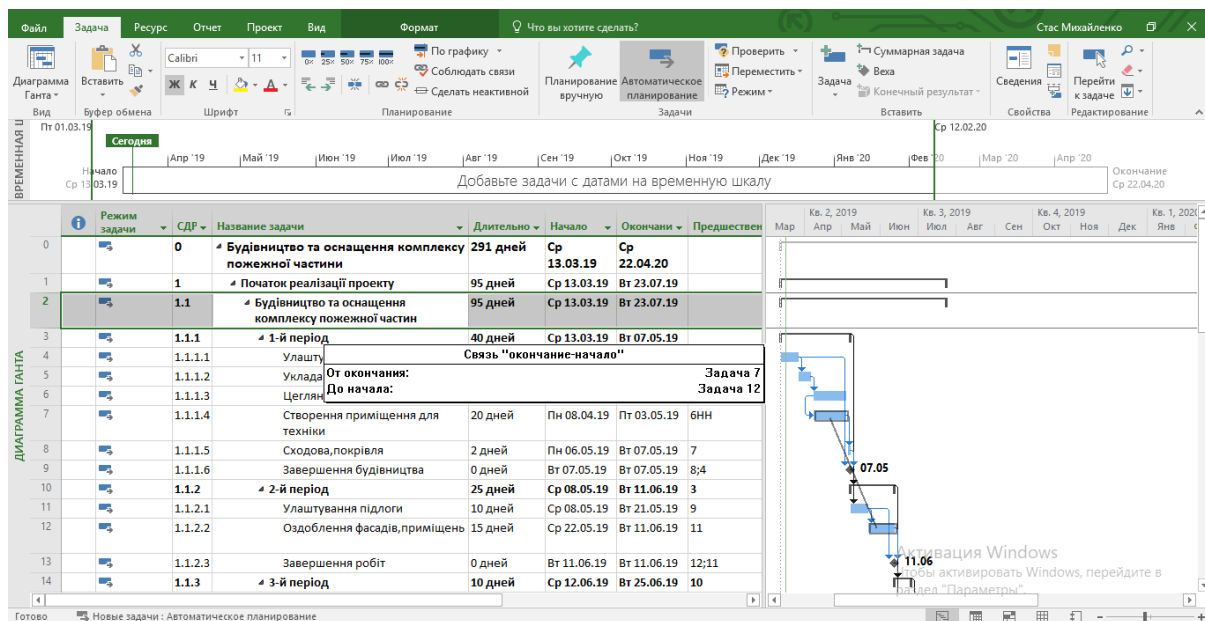 Файл Задача Ресурс Отчет Проект Вид Формат Что вы хотите сделать? Стас Михайленко
Диаграмма Ганта
Вид
Вставить
Буфер обмена
Calibri 11
Ж К Ч А
Шрифт
0× 25× 50× 75× 100×
По графику
Соблюдать связи
Сделать неактивной
Планирование
Планирование вручную
Автоматическое планирование
Проверить
Переместить
Режим
Задачи
Задача
Суммарная задача
Веха
Конечный результат
Вставить
Сведения
Свойства
Перейти к задаче
Редактирование
Пт 01.03.19 Ср 12.02.20
Сегодня
Апр '19 Май '19 Июн '19 Июл '19 Авг '19 Сен '19 Окт '19 Ноя '19 Дек '19 Янв '20 Фев '20 Мар '20 Апр '20
Начало
Ср 13.03.19
Добавьте задачи с датами на временную шкалу
Окончание
Ср 22.04.20
ДИАГРАММА ГАНТА
Режим задачи СДР Название задачи Длительно Начало Окончани Предшествен
Кв. 2, 2019 Кв. 3, 2019 Кв. 4, 2019 Кв. 1, 202
Мар Апр Май Июн Июл Авг Сен Окт Ноя Дек Янв
0 0 Будівництво та оснащення комплексу пожежної частини 291 дней Ср 13.03.19 Ср 22.04.20
1 1 Початок реалізації проекту 95 дней Ср 13.03.19 Вт 23.07.19
2 1.1 Будівництво та оснащення комплексу пожежної частин 95 дней Ср 13.03.19 Вт 23.07.19
3 1.1.1 1-й період 40 дней Ср 13.03.19 Вт 07.05.19
4 1.1.1.1 Улашту
5 1.1.1.2 Уклада
6 1.1.1.3 Цеглян
Связь "окончание-начало"
От окончания: Задача 7
До начала: Задача 12
7 1.1.1.4 Створення приміщення для техніки 20 дней Пн 08.04.19 Пт 03.05.19 6НН
8 1.1.1.5 Сходова,покрівля 2 дней Пн 06.05.19 Вт 07.05.19 7
9 1.1.1.6 Завершення будівництва 0 дней Вт 07.05.19 Вт 07.05.19 8;4 07.05
10 1.1.2 2-й період 25 дней Ср 08.05.19 Вт 11.06.19 3
11 1.1.2.1 Улаштування підлоги 10 дней Ср 08.05.19 Вт 21.05.19 9
12 1.1.2.2 Оздоблення фасадів,приміщень 15 дней Ср 22.05.19 Вт 11.06.19 11
13 1.1.2.3 Завершення робіт 0 дней Вт 11.06.19 Вт 11.06.19 12;11 11.06
14 1.1.3 3-й період 10 дней Ср 12.06.19 Вт 25.06.19 10
Активация Windows
Чтобы активировать Windows, перейдите в
раздел "Параметры".
Готово Новые задачи : Автоматическое планирование